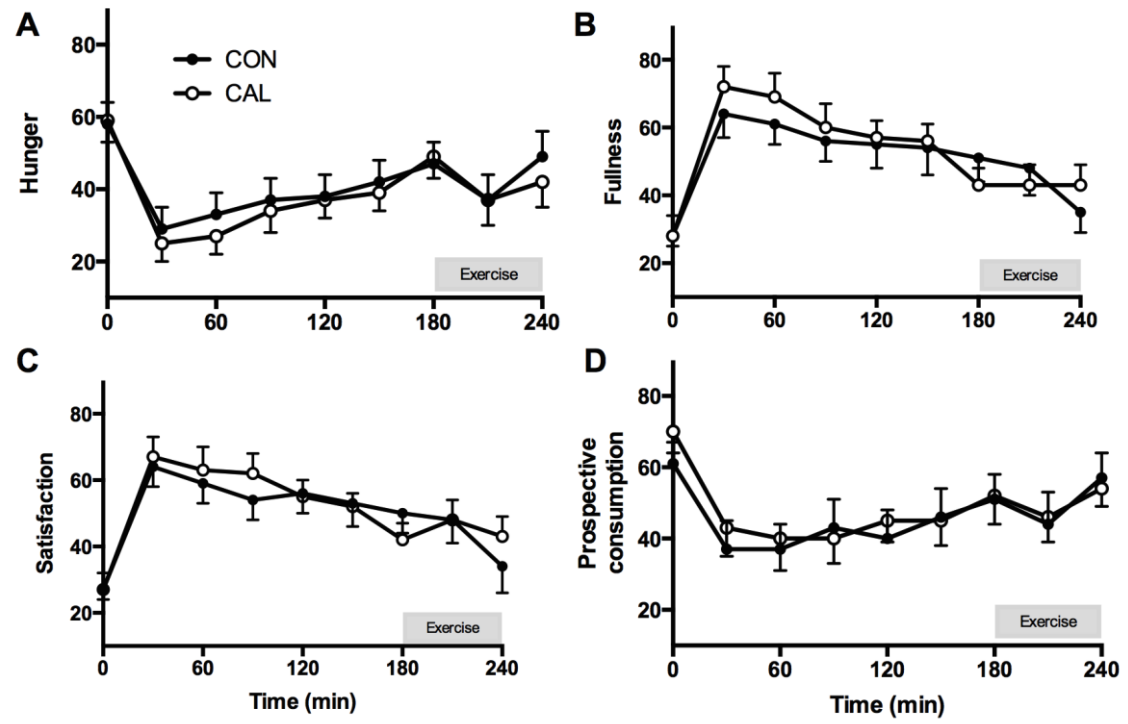 A
Hunger
80
60
40
20
CON
CAL
Exercise
0 60 120 180 240
B
Fullness
80
60
40
20
Exercise
0 60 120 180 240
C
Satisfaction
80
60
40
20
Exercise
0 60 120 180 240
Time (min)
D
Prospective
consumption
80
60
40
20
Exercise
0 60 120 180 240
Time (min)